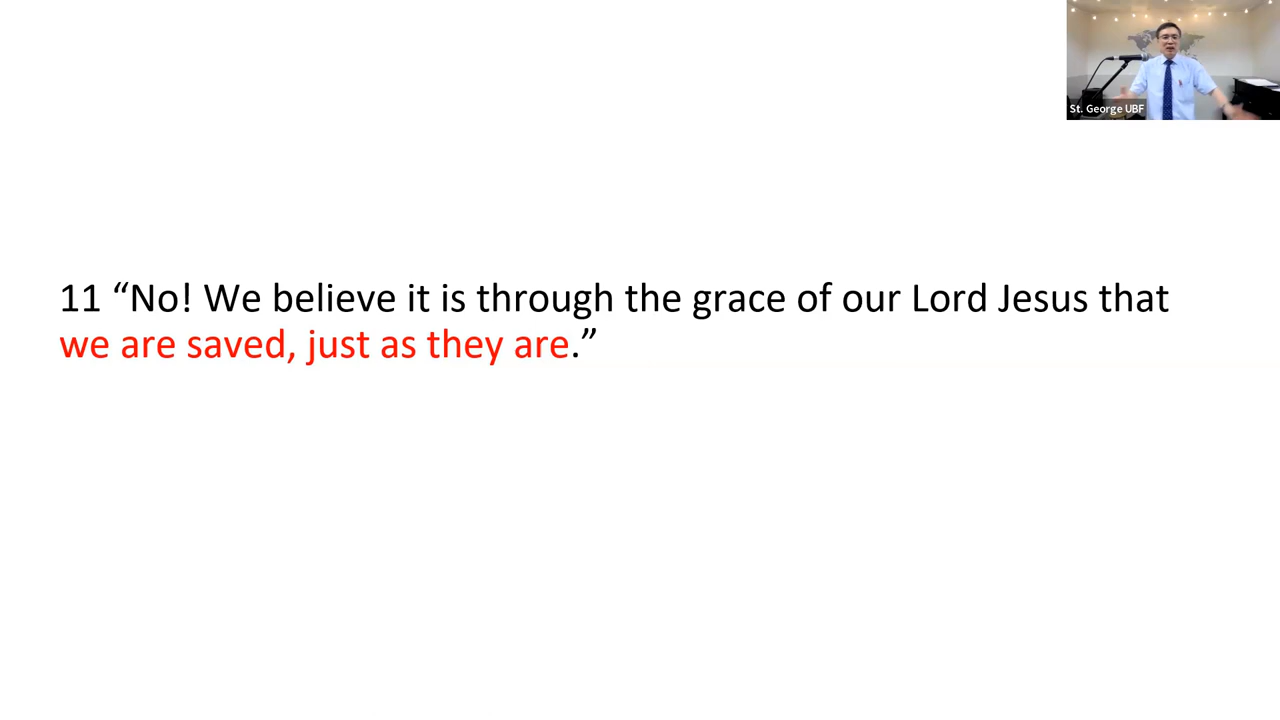 St. George UBF
11 “No! We believe it is through the grace of our Lord Jesus that
we are saved, just as they are.”